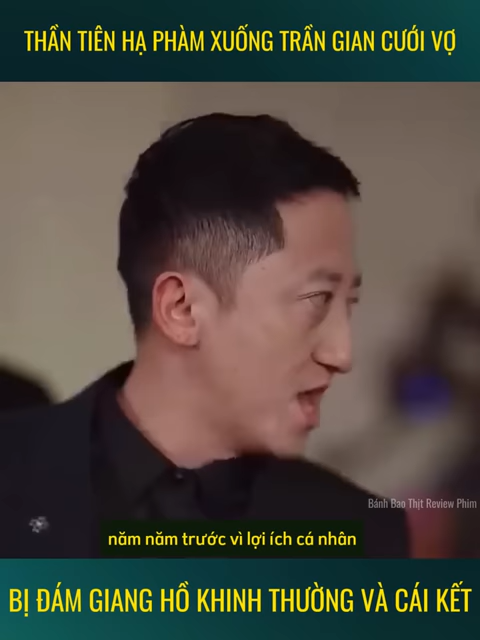 THẦN TIÊN HẠ PHÀM XUỐNG TRẦN GIAN CƯỚI VỢ
Bánh Bao Thịt Review Phim
năm năm trước vì lợi ích cá nhân
BỊ ĐÁM GIANG HỒ KHINH THƯỜNG VÀ CÁI KẾT